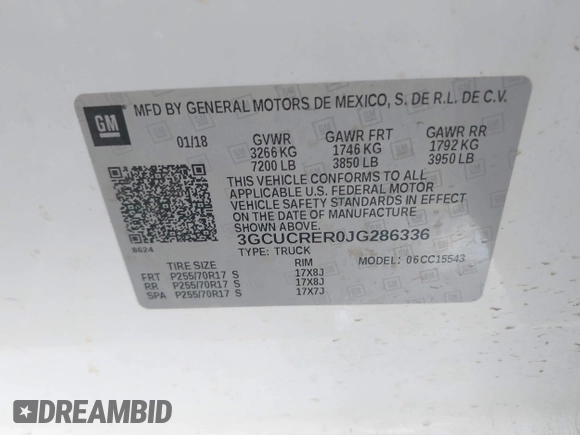 GM
MFD BY GENERAL MOTORS DE MEXICO, S. DE R.L. DE C.V.
01/18 GVWR GAWR FRT GAWR RR
3266 KG 1746 KG 1792 KG
7200 LB 3850 LB 3950 LB
THIS VEHICLE CONFORMS TO ALL
APPLICABLE U.S. FEDERAL MOTOR
VEHICLE SAFETY STANDARDS IN EFFECT
ON THE DATE OF MANUFACTURE SHOWN ABOVE.
3GCUCRER0JG286336
8624 TYPE: TRUCK MODEL: 06CC15543
TIRE SIZE RIM
FRT P255/70R17 S 17X8J
RR P255/70R17 S 17X8J
SPA P255/70R17 S 17X7J
DREAMBID